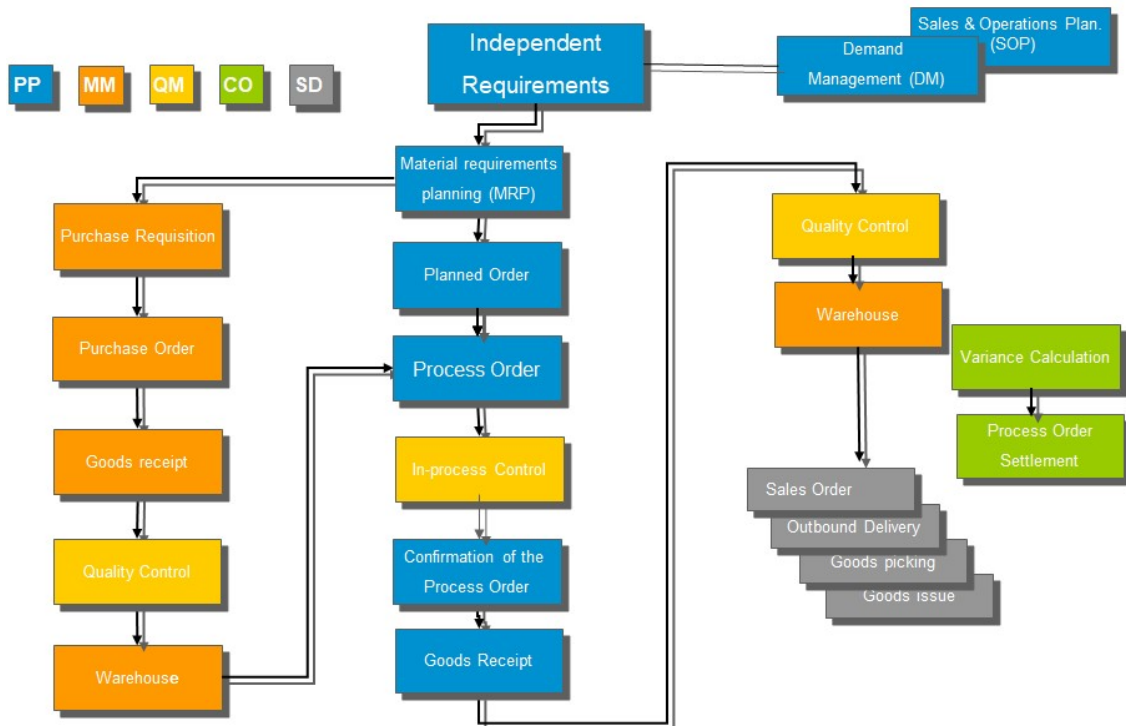 Sales & Operations Plan.
(SOP)
Independent
Requirements
Demand
Management (DM)
PP
MM
QM
CO
SD
Material requirements
planning (MRP)
Purchase Requisition
Purchase Order
Goods receipt
Quality Control
Warehouse
Planned Order
Process Order
In-process Control
Confirmation of the
Process Order
Goods Receipt
Quality Control
Warehouse
Sales Order
Outbound Delivery
Goods picking
Goods issue
Variance Calculation
Process Order
Settlement